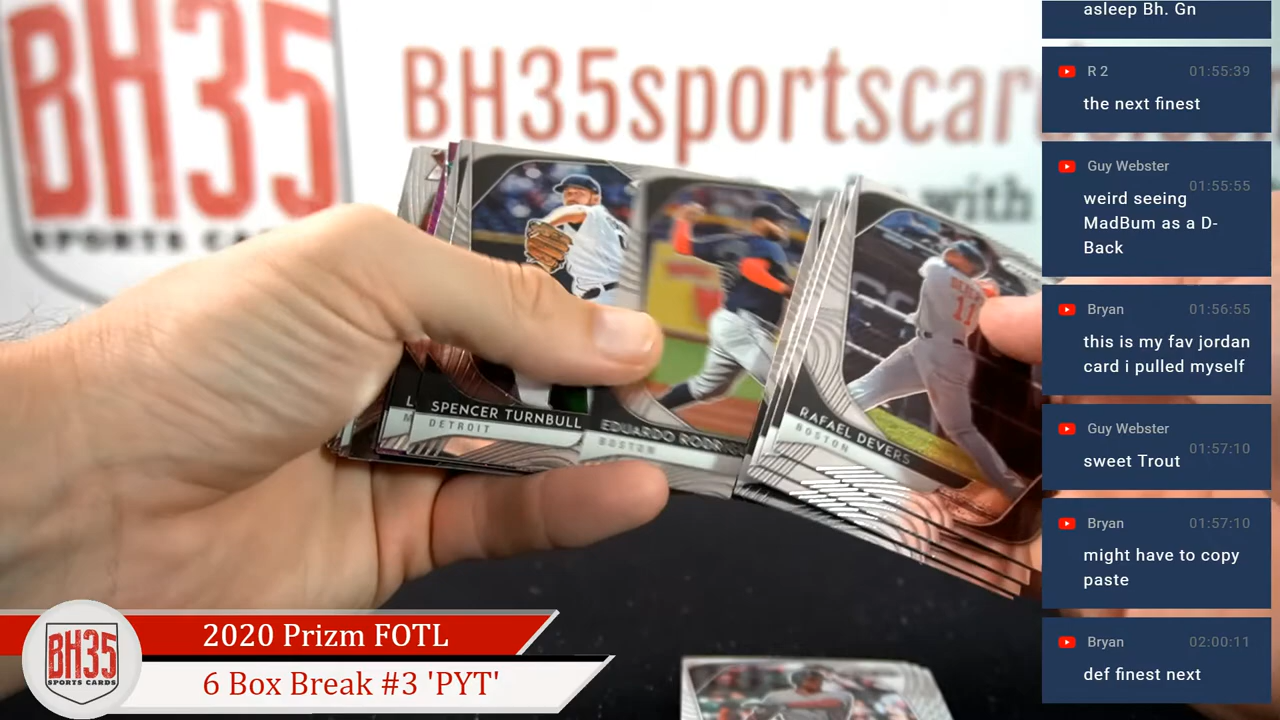 BH35
SPORTS CARDS
BH35sportscar
with
SPENCER TURNBULL
DETROIT
EDUARDO RODR
BOSTON
RAFAEL DEVERS
BOSTON
11
2020 Prizm FOTL
6 Box Break #3 'PYT'
BH35
SPORTS CARDS
asleep Bh. Gn
R 2 01:55:39
the next finest
Guy Webster 01:55:55
weird seeing
MadBum as a D-
Back
Bryan 01:56:55
this is my fav jordan
card i pulled myself
Guy Webster 01:57:10
sweet Trout
Bryan 01:57:10
might have to copy
paste
Bryan 02:00:11
def finest next